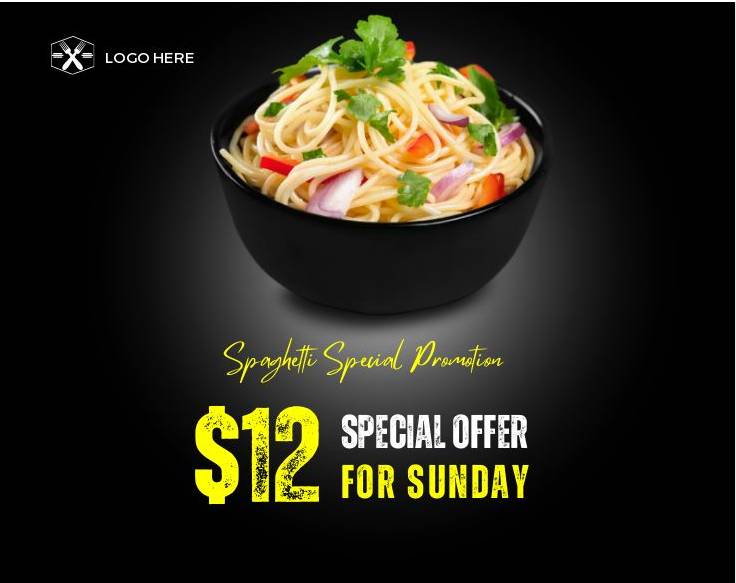 LOGO HERE
Spaghetti Special Promotion
$12
SPECIAL OFFER
FOR SUNDAY